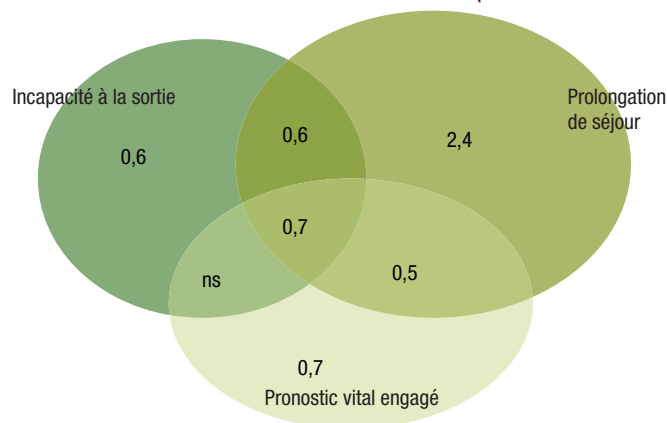 Incapacité à la sortie
Prolongation
de séjour
0,6
0,6
2,4
0,7
ns
0,5
0,7
Pronostic vital engagé